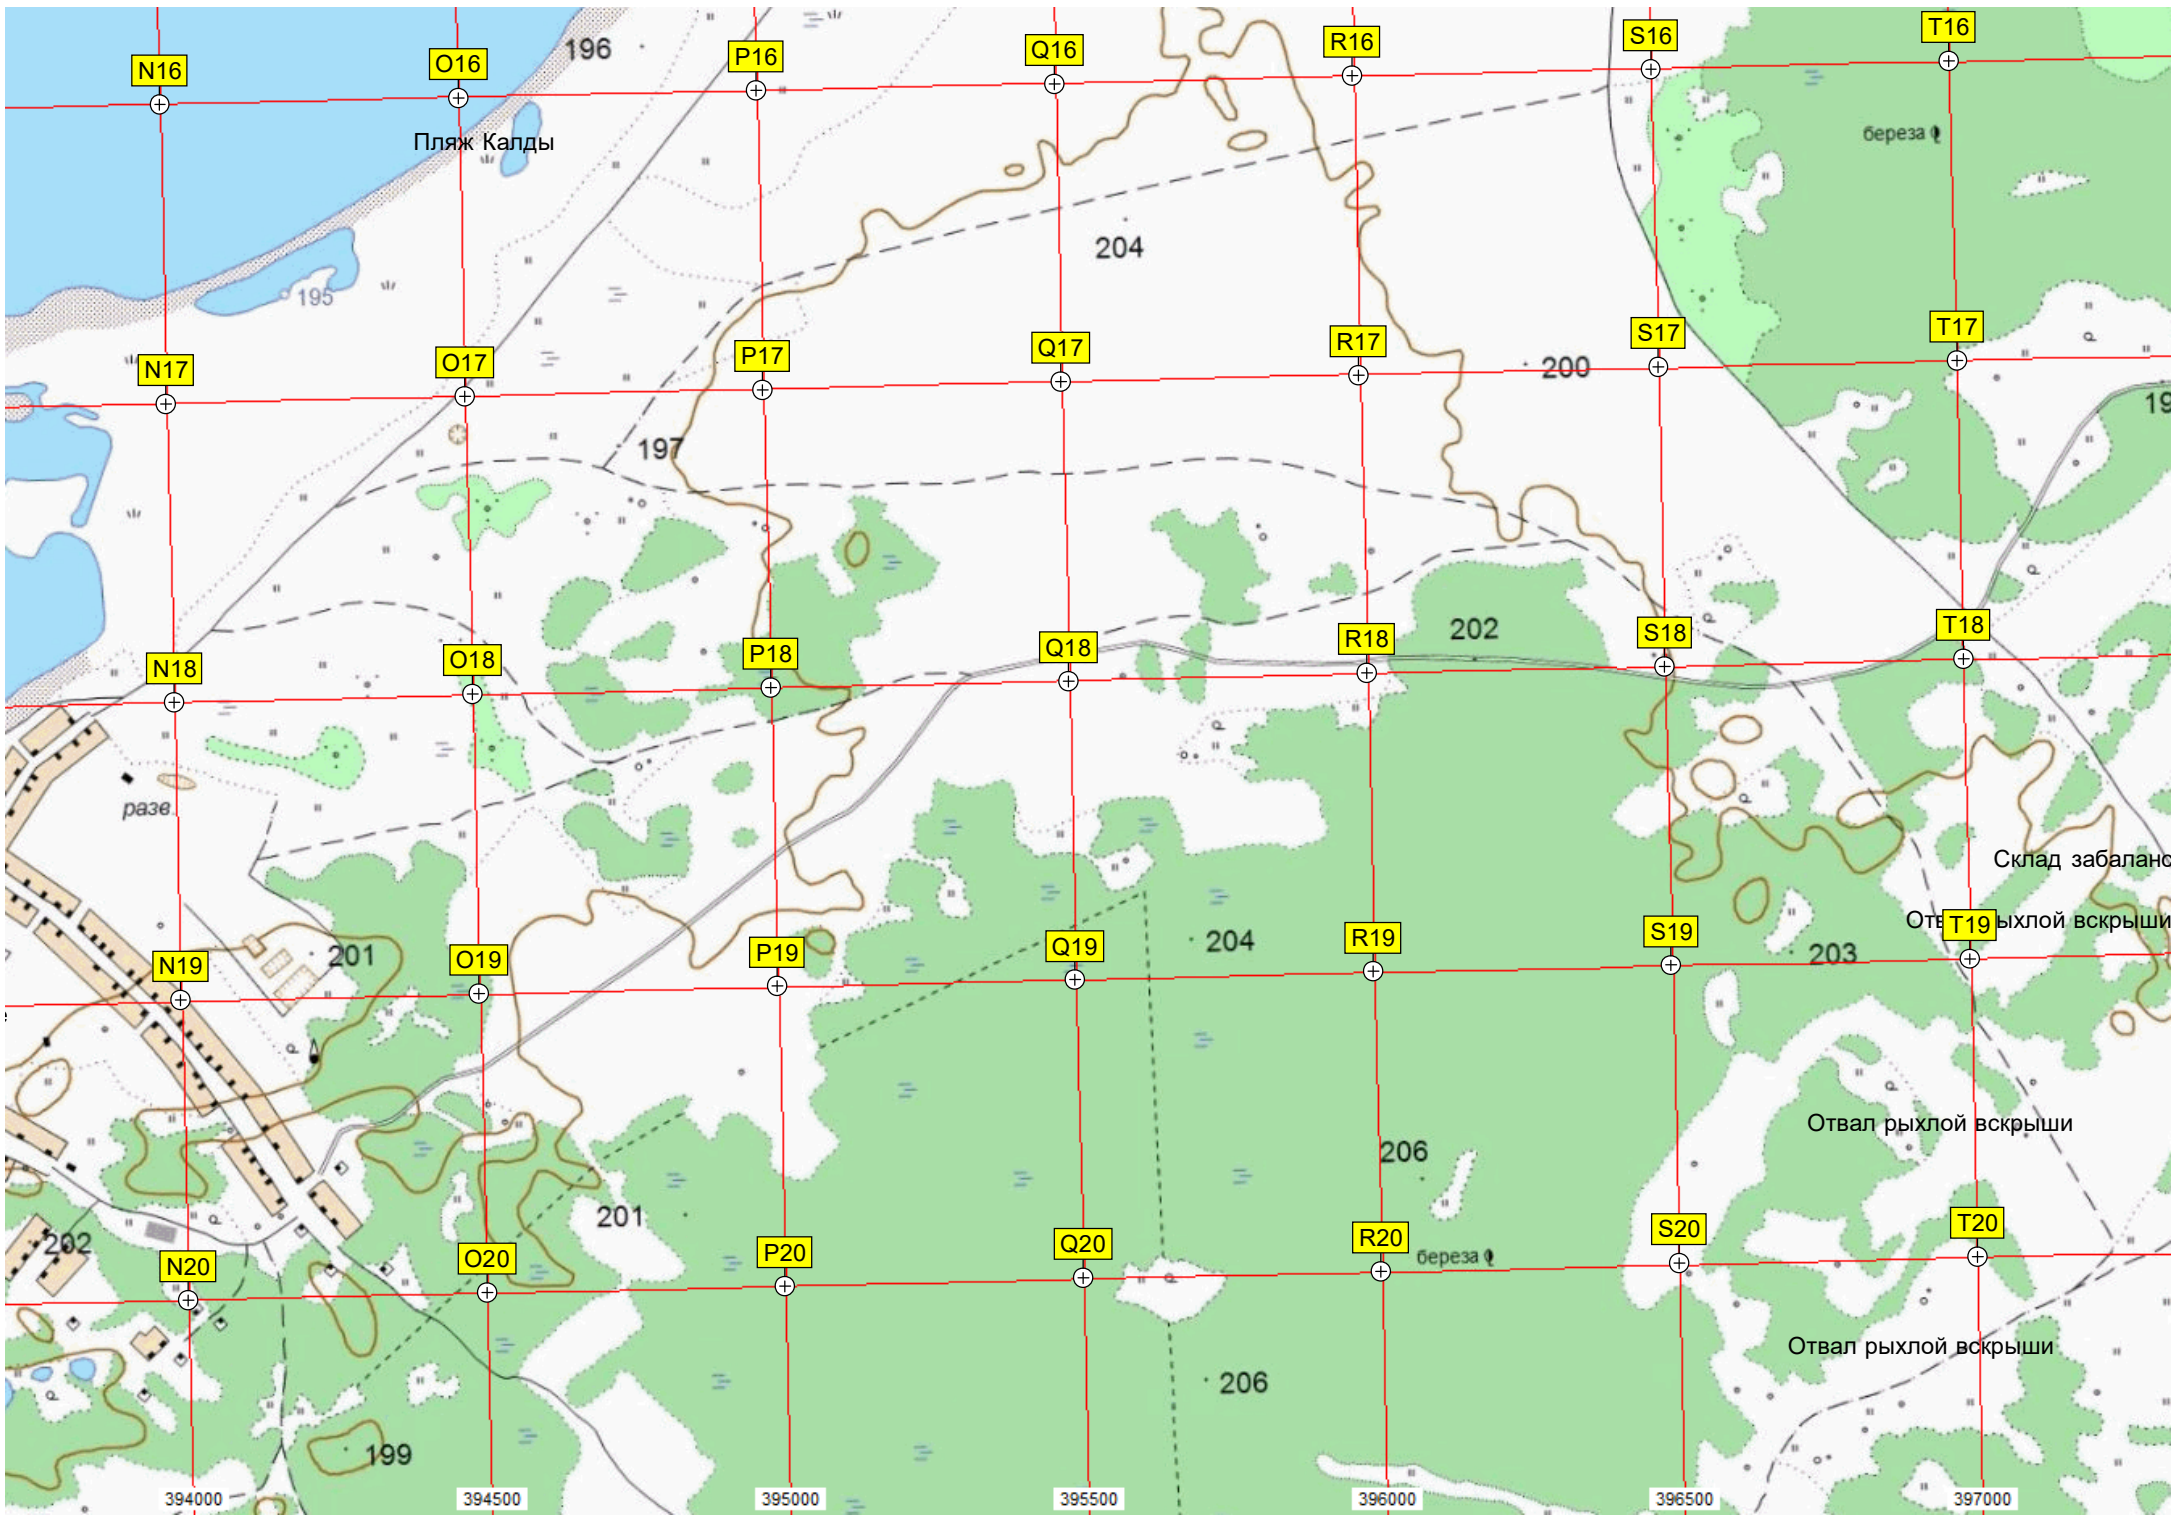 T16
S16
R16
196
Q16
P16
O16
N16
береза
Пляж Калды
204
195
T17
S17
R17
Q17
P17
O17
N17
200
197
T18
S18
202
R18
Q18
P18
O18
N18
разв.
Склад забаланс
Отвал рыхлой вскрыши
T19
S19
R19
204
Q19
203
P19
201
O19
N19
Отвал рыхлой вскрыши
206
201
T20
S20
R20
береза
Q20
P20
202
O20
N20
Отвал рыхлой вскрыши
206
199
394000 394500 395000 395500 396000 396500 397000